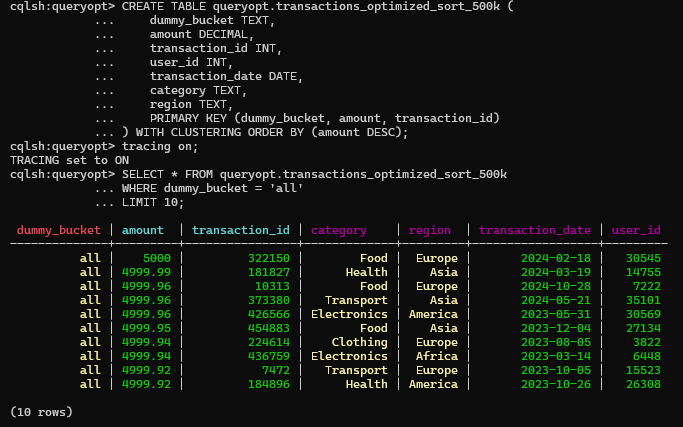 cqlsh:queryopt> CREATE TABLE queryopt.transactions_optimized_sort_500k (
            ...     dummy_bucket TEXT,
            ...     amount DECIMAL,
            ...     transaction_id INT,
            ...     user_id INT,
            ...     transaction_date DATE,
            ...     category TEXT,
            ...     region TEXT,
            ...     PRIMARY KEY (dummy_bucket, amount, transaction_id)
            ... ) WITH CLUSTERING ORDER BY (amount DESC);
cqlsh:queryopt> tracing on;
TRACING set to ON
cqlsh:queryopt> SELECT * FROM queryopt.transactions_optimized_sort_500k
            ... WHERE dummy_bucket = 'all'
            ... LIMIT 10;
 dummy_bucket | amount  | transaction_id | category    | region  | transaction_date | user_id
--------------+---------+----------------+-------------+---------+------------------+---------
          all |    5000 |         322150 |        Food |  Europe |       2024-02-18 |   30545
          all | 4999.99 |         181827 |      Health |    Asia |       2024-03-19 |   14755
          all | 4999.96 |          10313 |        Food |  Europe |       2024-10-28 |    7222
          all | 4999.96 |         373380 |   Transport |    Asia |       2024-05-21 |   35101
          all | 4999.96 |         426566 | Electronics | America |       2023-05-31 |   30569
          all | 4999.95 |         454883 |        Food |    Asia |       2023-12-04 |   27134
          all | 4999.94 |         224614 |    Clothing |  Europe |       2023-08-05 |    3822
          all | 4999.94 |         436759 | Electronics |  Africa |       2023-03-14 |    6448
          all | 4999.92 |           7472 |   Transport |  Europe |       2023-10-05 |   15523
          all | 4999.92 |         184896 |      Health | America |       2023-10-26 |   26308
(10 rows)